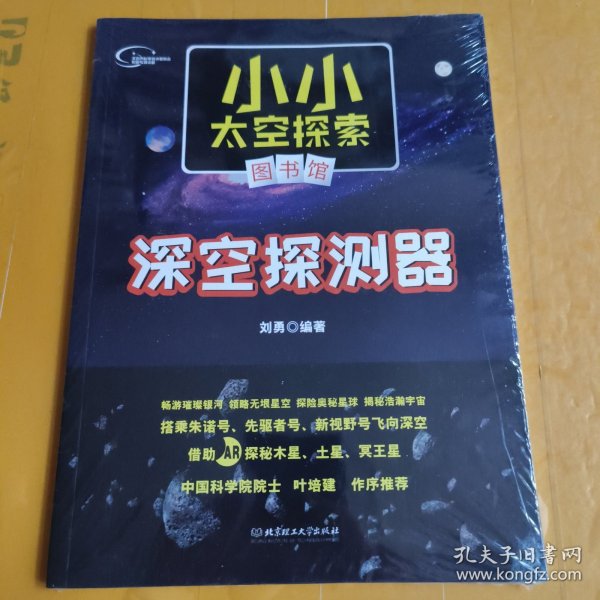 小小
太空探索
图书馆
深空探测器
刘勇◎编著
畅游璀璨银河 领略无垠星空 探险奥秘星球 揭秘浩瀚宇宙
搭乘朱诺号、先驱者号、新视野号飞向深空
借助AR探秘木星、土星、冥王星
中国科学院院士 叶培建 作序推荐
北京理工大学出版社
孔夫子旧书网
www.kongfz.com